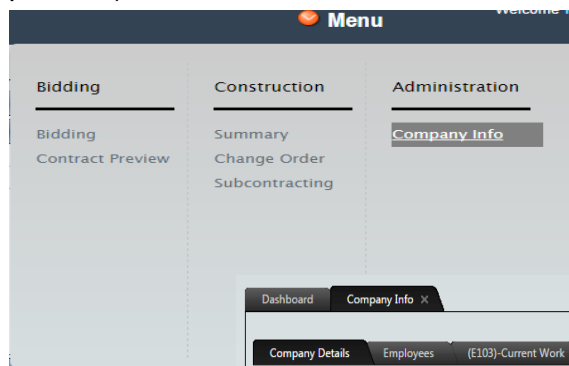 Menu
Welcome
Bidding
Construction
Administration
Bidding
Summary
Company Info
Contract Preview
Change Order
Subcontracting
Dashboard
Company Info ×
Company Details
Employees
(E103)-Current Work